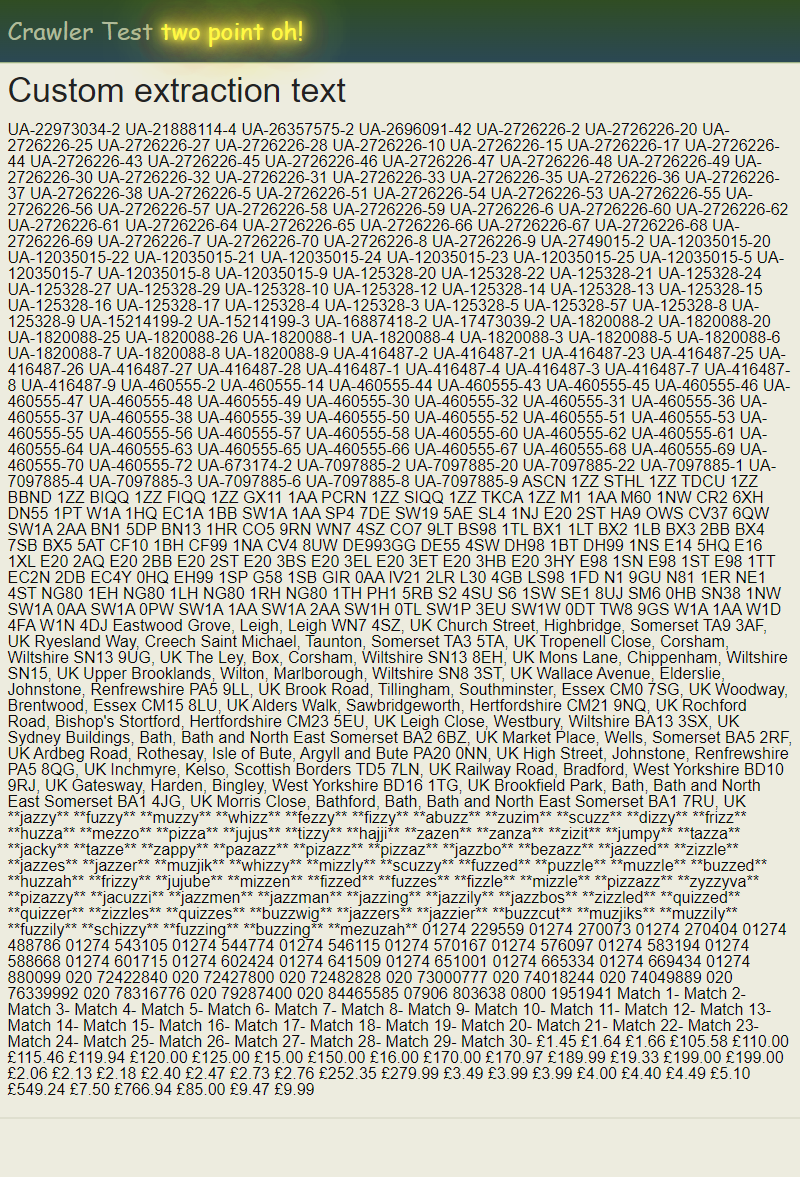 Crawler Test two point oh!
Custom extraction text
UA-22973034-2 UA-21888114-4 UA-26357575-2 UA-2696091-42 UA-2726226-2 UA-2726226-20 UA-
2726226-25 UA-2726226-27 UA-2726226-28 UA-2726226-10 UA-2726226-15 UA-2726226-17 UA-2726226-
44 UA-2726226-43 UA-2726226-45 UA-2726226-46 UA-2726226-47 UA-2726226-48 UA-2726226-49 UA-
2726226-30 UA-2726226-32 UA-2726226-31 UA-2726226-33 UA-2726226-35 UA-2726226-36 UA-2726226-
37 UA-2726226-38 UA-2726226-5 UA-2726226-51 UA-2726226-54 UA-2726226-53 UA-2726226-55 UA-
2726226-56 UA-2726226-57 UA-2726226-58 UA-2726226-59 UA-2726226-6 UA-2726226-60 UA-2726226-62
UA-2726226-61 UA-2726226-64 UA-2726226-65 UA-2726226-66 UA-2726226-67 UA-2726226-68 UA-
2726226-69 UA-2726226-7 UA-2726226-70 UA-2726226-8 UA-2726226-9 UA-2749015-2 UA-12035015-20
UA-12035015-22 UA-12035015-21 UA-12035015-24 UA-12035015-23 UA-12035015-25 UA-12035015-5 UA-
12035015-7 UA-12035015-8 UA-12035015-9 UA-125328-20 UA-125328-22 UA-125328-21 UA-125328-24
UA-125328-27 UA-125328-29 UA-125328-10 UA-125328-12 UA-125328-14 UA-125328-13 UA-125328-15
UA-125328-16 UA-125328-17 UA-125328-4 UA-125328-3 UA-125328-5 UA-125328-57 UA-125328-8 UA-
125328-9 UA-15214199-2 UA-15214199-3 UA-16887418-2 UA-17473039-2 UA-1820088-2 UA-1820088-20
UA-1820088-25 UA-1820088-26 UA-1820088-1 UA-1820088-4 UA-1820088-3 UA-1820088-5 UA-1820088-6
UA-1820088-7 UA-1820088-8 UA-1820088-9 UA-416487-2 UA-416487-21 UA-416487-23 UA-416487-25 UA-
416487-26 UA-416487-27 UA-416487-28 UA-416487-1 UA-416487-4 UA-416487-3 UA-416487-7 UA-416487-
8 UA-416487-9 UA-460555-2 UA-460555-14 UA-460555-44 UA-460555-43 UA-460555-45 UA-460555-46 UA-
460555-47 UA-460555-48 UA-460555-49 UA-460555-30 UA-460555-32 UA-460555-31 UA-460555-36 UA-
460555-37 UA-460555-38 UA-460555-39 UA-460555-50 UA-460555-52 UA-460555-51 UA-460555-53 UA-
460555-55 UA-460555-56 UA-460555-57 UA-460555-58 UA-460555-60 UA-460555-62 UA-460555-61 UA-
460555-64 UA-460555-63 UA-460555-65 UA-460555-66 UA-460555-67 UA-460555-68 UA-460555-69 UA-
460555-70 UA-460555-72 UA-673174-2 UA-7097885-2 UA-7097885-20 UA-7097885-22 UA-7097885-1 UA-
7097885-4 UA-7097885-3 UA-7097885-6 UA-7097885-8 UA-7097885-9 ASCN 1ZZ STHL 1ZZ TDCU 1ZZ
BBND 1ZZ BIQQ 1ZZ FIQQ 1ZZ GX11 1AA PCRN 1ZZ SIQQ 1ZZ TKCA 1ZZ M1 1AA M60 1NW CR2 6XH
DN55 1PT W1A 1HQ EC1A 1BB SW1A 1AA SP4 7DE SW19 5AE SL4 1NJ E20 2ST HA9 OWS CV37 6QW
SW1A 2AA BN1 5DP BN13 1HR CO5 9RN WN7 4SZ CO7 9LT BS98 1TL BX1 1LT BX2 1LB BX3 2BB BX4
7SB BX5 5AT CF10 1BH CF99 1NA CV4 8UW DE993GG DE55 4SW DH98 1BT DH99 1NS E14 5HQ E16
1XL E20 2AQ E20 2BB E20 2ST E20 3BS E20 3EL E20 3ET E20 3HB E20 3HY E98 1SN E98 1ST E98 1TT
EC2N 2DB EC4Y 0HQ EH99 1SP G58 1SB GIR 0AA IV21 2LR L30 4GB LS98 1FD N1 9GU N81 1ER NE1
4ST NG80 1EH NG80 1LH NG80 1RH NG80 1TH PH1 5RB S2 4SU S6 1SW SE1 8UJ SM6 0HB SN38 1NW
SW1A 0AA SW1A 0PW SW1A 1AA SW1A 2AA SW1H 0TL SW1P 3EU SW1W 0DT TW8 9GS W1A 1AA W1D
4FA W1N 4DJ Eastwood Grove, Leigh, Leigh WN7 4SZ, UK Church Street, Highbridge, Somerset TA9 3AF,
UK Ryesland Way, Creech Saint Michael, Taunton, Somerset TA3 5TA, UK Tropenell Close, Corsham,
Wiltshire SN13 9UG, UK The Ley, Box, Corsham, Wiltshire SN13 8EH, UK Mons Lane, Chippenham, Wiltshire
SN15, UK Upper Brooklands, Wilton, Marlborough, Wiltshire SN8 3ST, UK Wallace Avenue, Elderslie,
Johnstone, Renfrewshire PA5 9LL, UK Brook Road, Tillingham, Southminster, Essex CM0 7SG, UK Woodway,
Brentwood, Essex CM15 8LU, UK Alders Walk, Sawbridgeworth, Hertfordshire CM21 9NQ, UK Rochford
Road, Bishop's Stortford, Hertfordshire CM23 5EU, UK Leigh Close, Westbury, Wiltshire BA13 3SX, UK
Sydney Buildings, Bath, Bath and North East Somerset BA2 6BZ, UK Market Place, Wells, Somerset BA5 2RF,
UK Ardbeg Road, Rothesay, Isle of Bute, Argyll and Bute PA20 0NN, UK High Street, Johnstone, Renfrewshire
PA5 8QG, UK Inchmyre, Kelso, Scottish Borders TD5 7LN, UK Railway Road, Bradford, West Yorkshire BD10
9RJ, UK Gatesway, Harden, Bingley, West Yorkshire BD16 1TG, UK Brookfield Park, Bath, Bath and North
East Somerset BA1 4JG, UK Morris Close, Bathford, Bath, Bath and North East Somerset BA1 7RU, UK
**jazzy** **fuzzy** **muzzy** **whizz** **fezzy** **fizzy** **abuzz** **zuzim** **scuzz** **dizzy** **frizz**
**huzza** **mezzo** **pizza** **jujus** **tizzy** **hajji** **zazen** **zanza** **zizit** **jumpy** **tazza**
**jacky** **tazze** **zappy** **pazazz** **pizazz** **pizzaz** **jazzbo** **bezazz** **jazzed** **zizzle**
**jazzes** **jazzer** **muzjik** **whizzy** **mizzly** **scuzzy** **fuzzed** **puzzle** **muzzle** **buzzed**
**huzzah** **frizzy** **jujube** **mizzen** **fizzed** **fuzzes** **fizzle** **mizzle** **pizzazz** **zyzzyva**
**pizazzy** **jacuzzi** **jazzmen** **jazzman** **jazzing** **jazzily** **jazzbos** **zizzled** **quizzed**
**quizzer** **zizzles** **quizzes** **buzzwig** **jazzers** **jazzier** **buzzcut** **muzjiks** **muzzily**
**fuzzily** **schizzy** **fuzzing** **buzzing** **mezuzah** 01274 229559 01274 270073 01274 270404 01274
488786 01274 543105 01274 544774 01274 546115 01274 570167 01274 576097 01274 583194 01274
588668 01274 601715 01274 602424 01274 641509 01274 651001 01274 665334 01274 669434 01274
880099 020 72422840 020 72427800 020 72482828 020 73000777 020 74018244 020 74049889 020
76339992 020 78316776 020 79287400 020 84465585 07906 803638 0800 1951941 Match 1- Match 2-
Match 3- Match 4- Match 5- Match 6- Match 7- Match 8- Match 9- Match 10- Match 11- Match 12- Match 13-
Match 14- Match 15- Match 16- Match 17- Match 18- Match 19- Match 20- Match 21- Match 22- Match 23-
Match 24- Match 25- Match 26- Match 27- Match 28- Match 29- Match 30- £1.45 £1.64 £1.66 £105.58 £110.00
£115.46 £119.94 £120.00 £125.00 £15.00 £150.00 £16.00 £170.00 £170.97 £189.99 £19.33 £199.00 £199.00
£2.06 £2.13 £2.18 £2.40 £2.47 £2.73 £2.76 £252.35 £279.99 £3.49 £3.99 £3.99 £4.00 £4.40 £4.49 £5.10
£549.24 £7.50 £766.94 £85.00 £9.47 £9.99